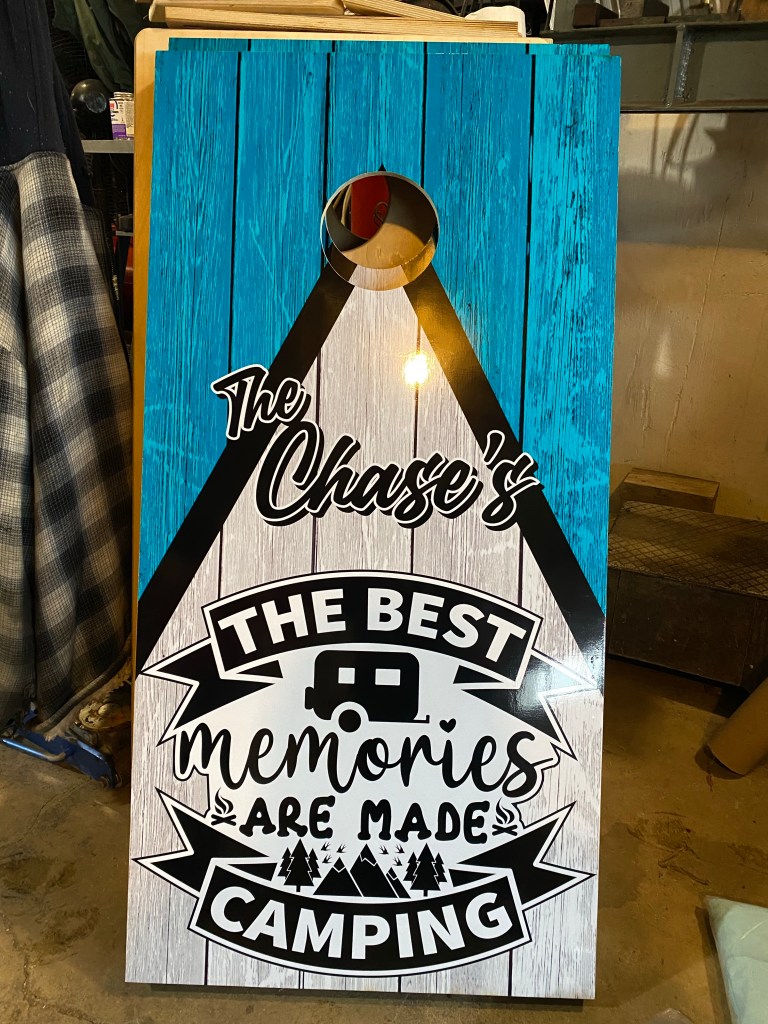 The
Chase's
THE BEST
memories
ARE MADE
CAMPING